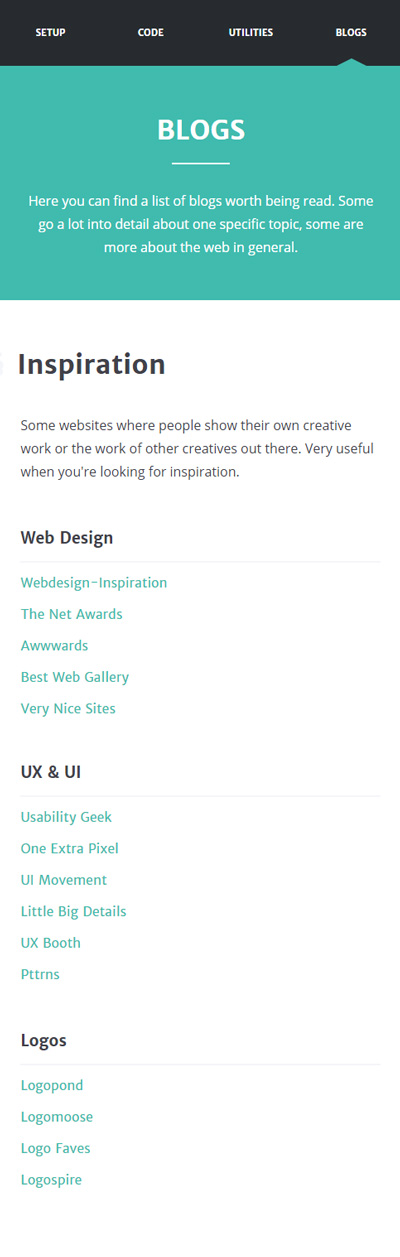 SETUP CODE UTILITIES BLOGS
BLOGS
Here you can find a list of blogs worth being read. Some
go a lot into detail about one specific topic, some are
more about the web in general.
Inspiration
Some websites where people show their own creative
work or the work of other creatives out there. Very useful
when you're looking for inspiration.
Web Design
Webdesign-Inspiration
The Net Awards
Awwwards
Best Web Gallery
Very Nice Sites
UX & UI
Usability Geek
One Extra Pixel
UI Movement
Little Big Details
UX Booth
Pttrns
Logos
Logopond
Logomoose
Logo Faves
Logospire